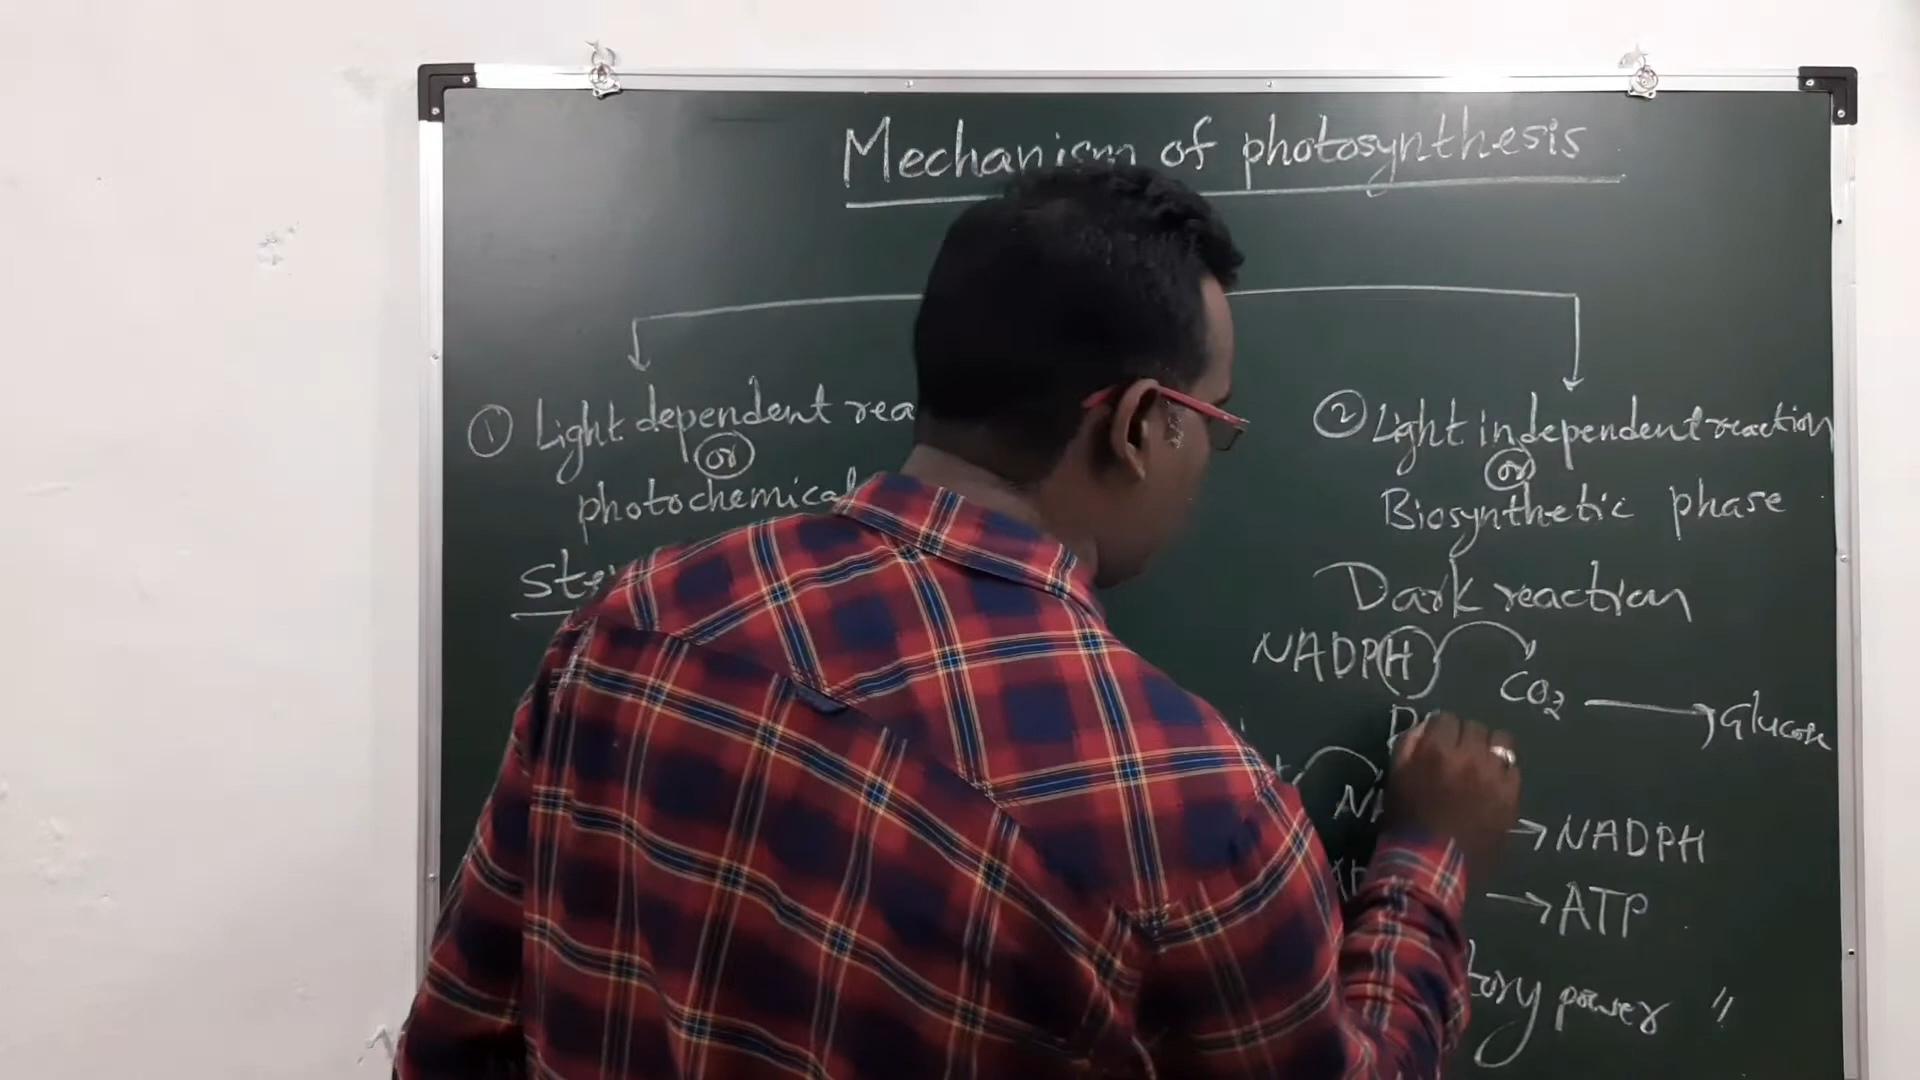 Mechanism of photosynthesis
① Light dependent rea
or
photochemical
② Light independent reaction
or
Biosynthetic phase
Dark reaction
NADPH CO2 → Glucose
→ NADPH
→ ATP
tory power "